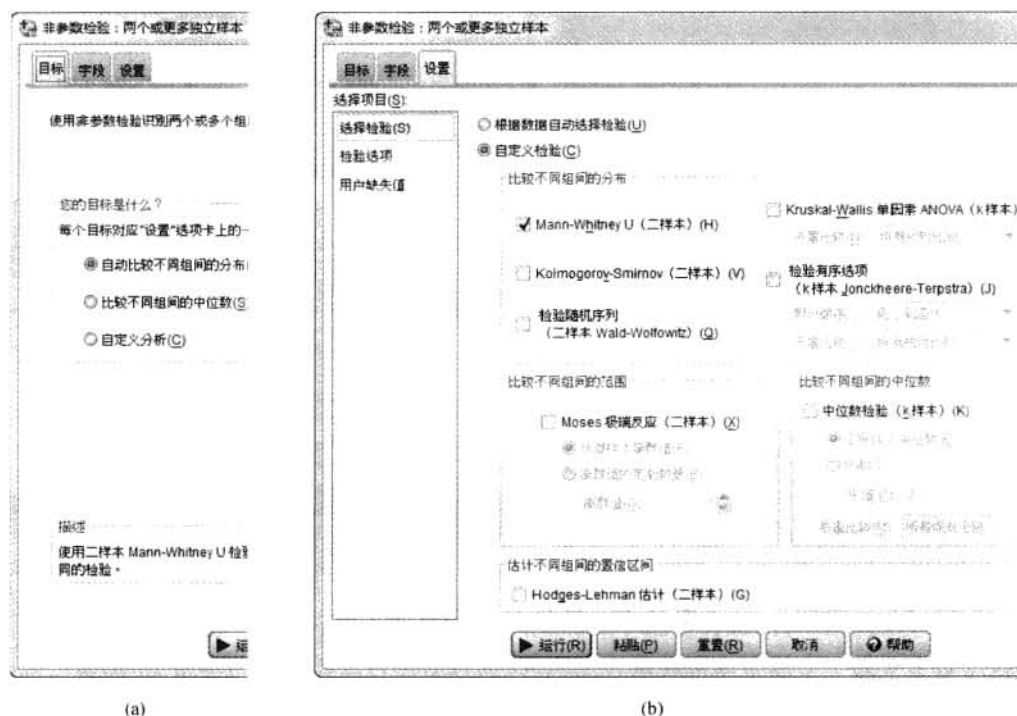 非参数检验：两个或更多独立样本
目标 字段 设置
使用非参数检验识别两个或多个组
您的目标是什么？
每个目标对应"设置"选项卡上的一
自动比较不同组间的分布(
比较不同组间的中位数(S
自定义分析(C)
描述
使用二样本 Mann-Whitney U 检
同的检验。
(a)
非参数检验：两个或更多独立样本
目标 字段 设置
选择项目(S):
选择检验(S)
检验选项
用户缺失值
根据数据自动选择检验(U)
自定义检验(C)
比较不同组间的分布
Mann-Whitney U（二样本）(H)
Kolmogorov-Smirnov（二样本）(V)
检验随机序列
（二样本 Wald-Wolfowitz）(Q)
Kruskal-Wallis 单因素 ANOVA（k样本）
检验有序选项
（k样本 Jonckheere-Terpstra）(J)
比较不同组间的范围
Moses 极端反应（二样本）(X)
比较不同组间的中位数
中位数检验（k样本）(K)
估计不同组间的置信区间
Hodges-Lehman 估计（二样本）(G)
运行(R) 粘贴(P) 重置(R) 取消 帮助
(b)